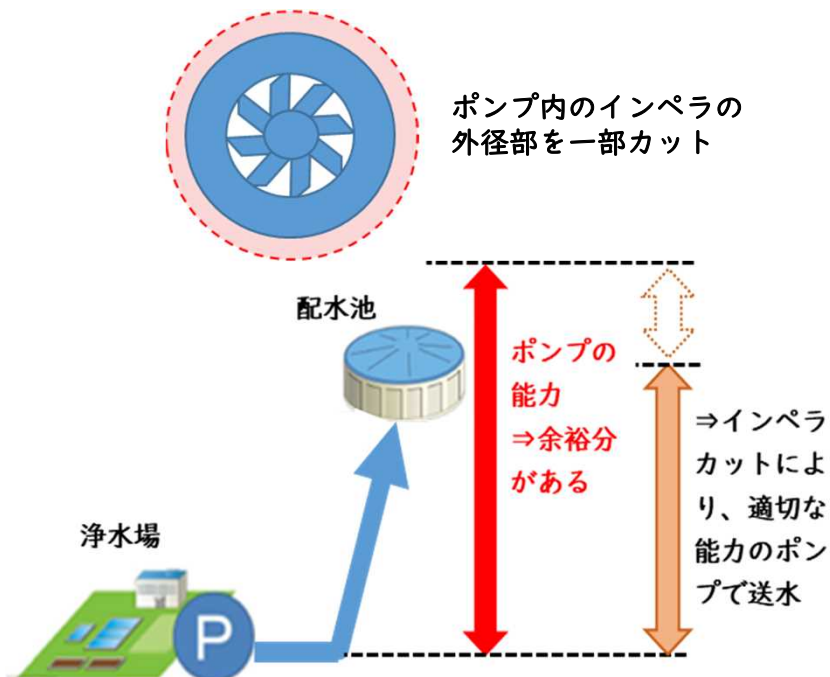 ポンプ内のインペラの
外径部を一部カット
配水池
ポンプの
能力
⇒余裕分
がある
⇒インペラ
カットによ
り、適切な
能力のポン
プで送水
浄水場
P